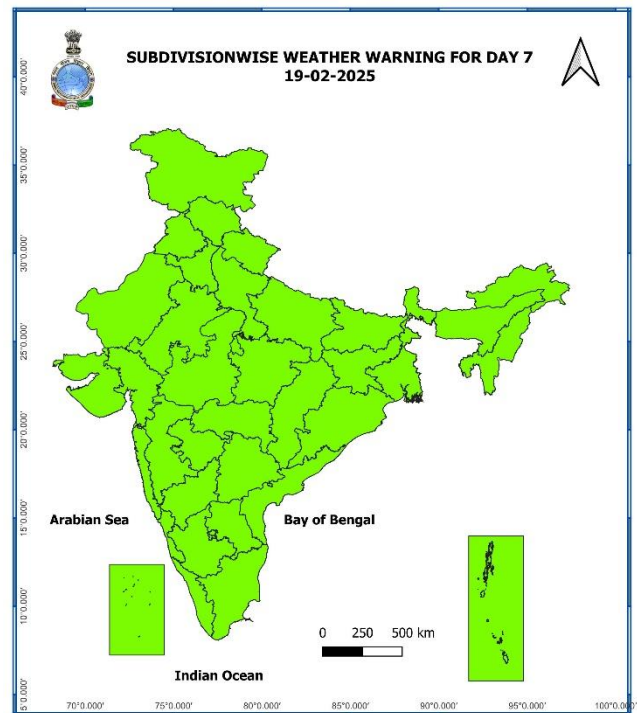 SUBDIVISIONWISE WEATHER WARNING FOR DAY 7
19-02-2025
40°0.000'
35°0.000'
30°0.000'
25°0.000'
20°0.000'
15°0.000'
10°0.000'
5°0.000'
Arabian Sea
Bay of Bengal
0 250 500 km
Indian Ocean
70°0.000' 75°0.000' 80°0.000' 85°0.000' 90°0.000' 95°0.000' 100°0.000'